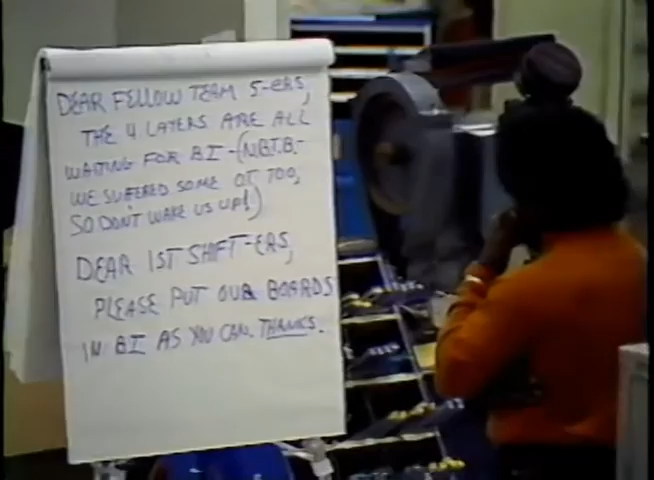 DEAR FELLOW TEAM 5-ERS,
THE 4 LAYERS ARE ALL
WAITING FOR BI-(N.B.T.B.-
WE SUFFERED SOME OT TOO,
SO DON'T WAKE US UP!)
DEAR 1ST SHIFT-ERS,
PLEASE PUT OUR BOARDS
IN BI AS YOU CAN. THANKS.